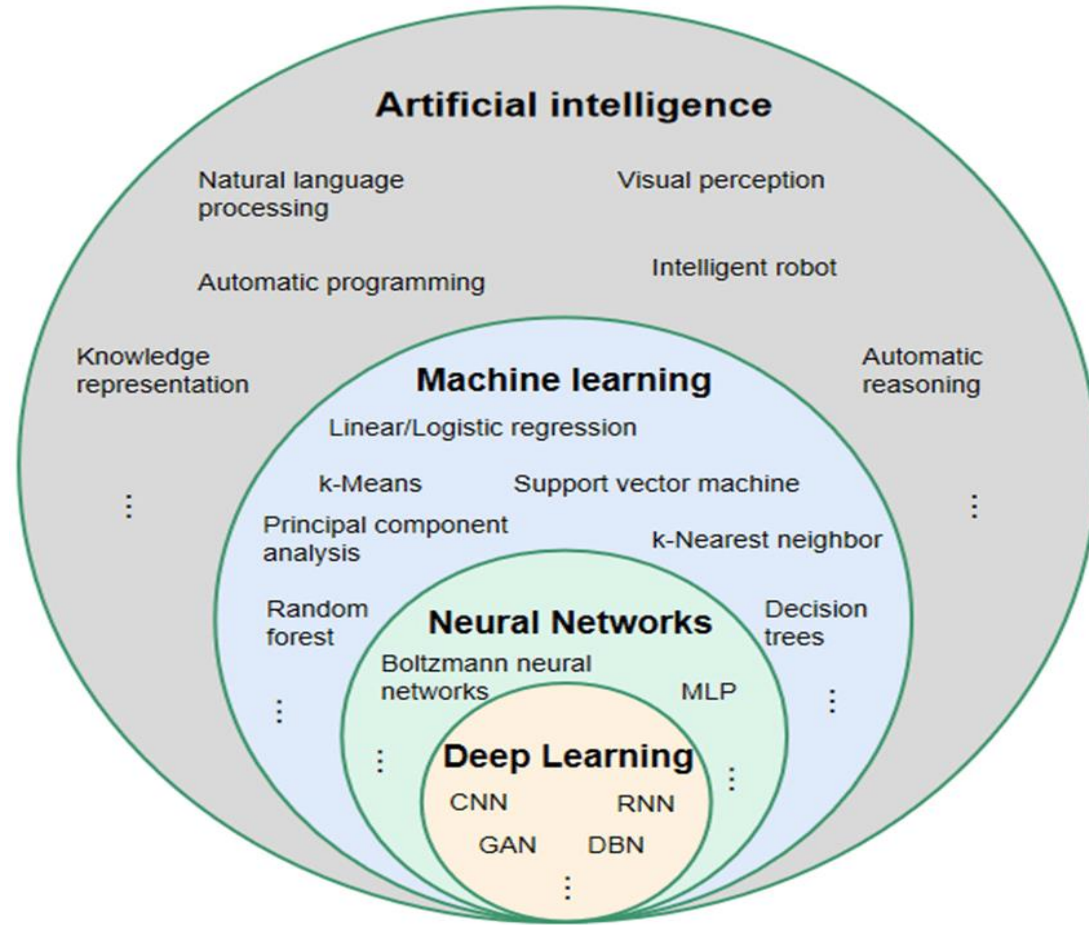 Artificial intelligence
Natural language
processing
Visual perception
Automatic programming
Intelligent robot
Knowledge
representation
Automatic
reasoning
⋮
⋮
Machine learning
Linear/Logistic regression
k-Means
Support vector machine
Principal component
analysis
k-Nearest neighbor
Random
forest
Decision
trees
⋮
⋮
Neural Networks
Boltzmann neural
networks
MLP
⋮
⋮
Deep Learning
CNN
RNN
GAN
DBN
⋮